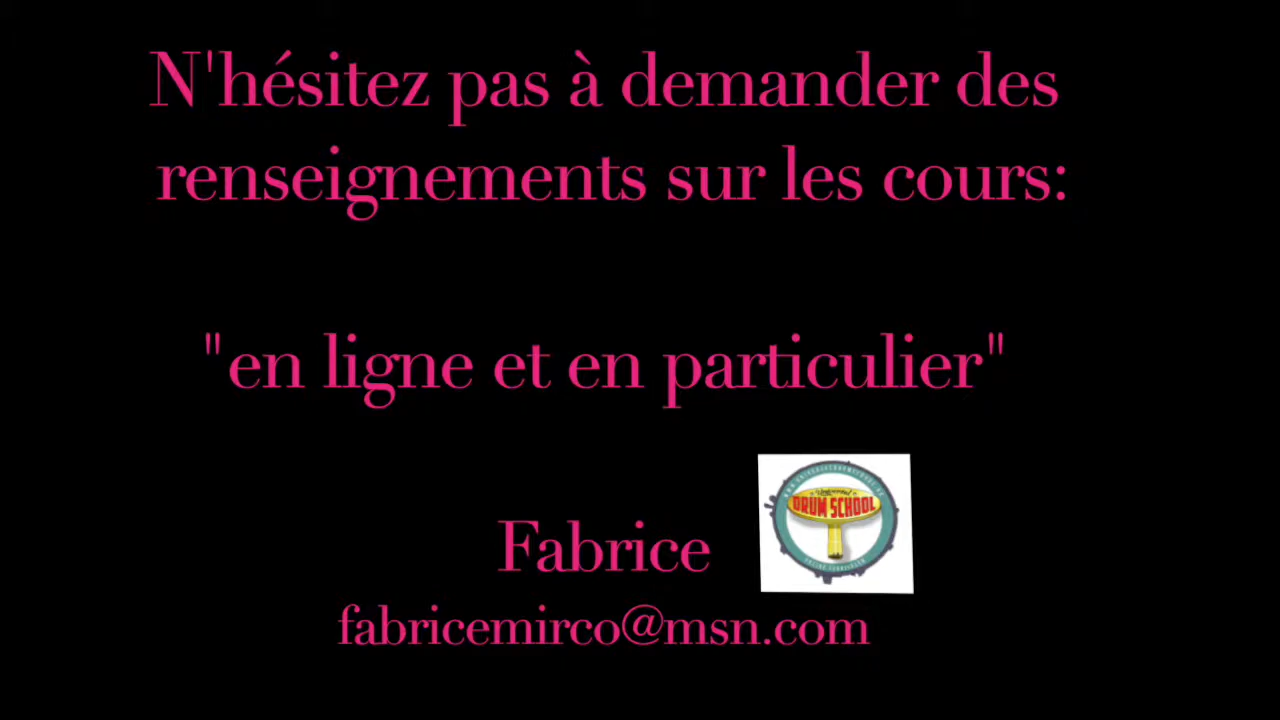 N'hésitez pas à demander des
renseignements sur les cours:
"en ligne et en particulier"
DRUM SCHOOL
Fabrice
fabricemirco@msn.com